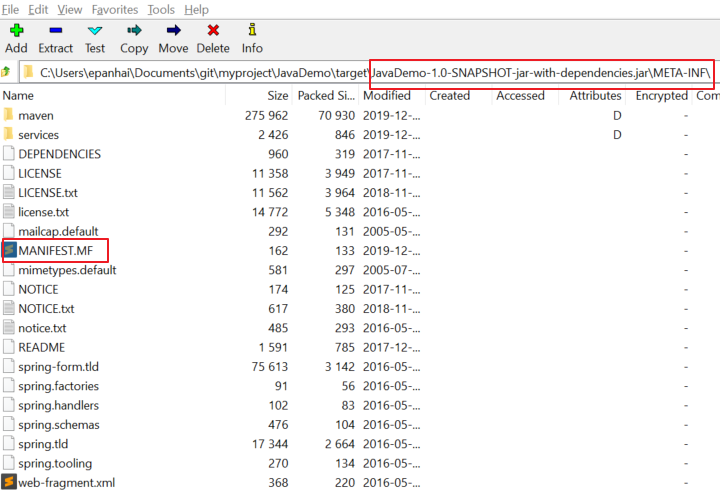 File Edit View Favorites Tools Help
Add Extract Test Copy Move Delete Info
C:\Users\epanhai\Documents\git\myproject\JavaDemo\target\JavaDemo-1.0-SNAPSHOT-jar-with-dependencies.jar\META-INF\
Name Size Packed Si... Modified Created Accessed Attributes Encrypted Com
maven 275 962 70 930 2019-12-... D -
services 2 426 846 2019-12-... D -
DEPENDENCIES 960 319 2017-11-... -
LICENSE 11 358 3 949 2017-11-... -
LICENSE.txt 11 562 3 964 2018-11-... -
license.txt 14 772 5 348 2016-05-... -
mailcap.default 292 131 2005-05-... -
MANIFEST.MF 162 133 2019-12-... -
mimetypes.default 581 297 2005-07-... -
NOTICE 174 125 2017-11-... -
NOTICE.txt 617 380 2018-11-... -
notice.txt 485 293 2016-05-... -
README 1 591 785 2017-12-... -
spring-form.tld 75 613 3 142 2016-05-... -
spring.factories 91 56 2016-05-... -
spring.handlers 102 83 2016-05-... -
spring.schemas 476 104 2016-05-... -
spring.tld 17 344 2 664 2016-05-... -
spring.tooling 270 134 2016-05-... -
web-fragment.xml 368 220 2016-05-... -